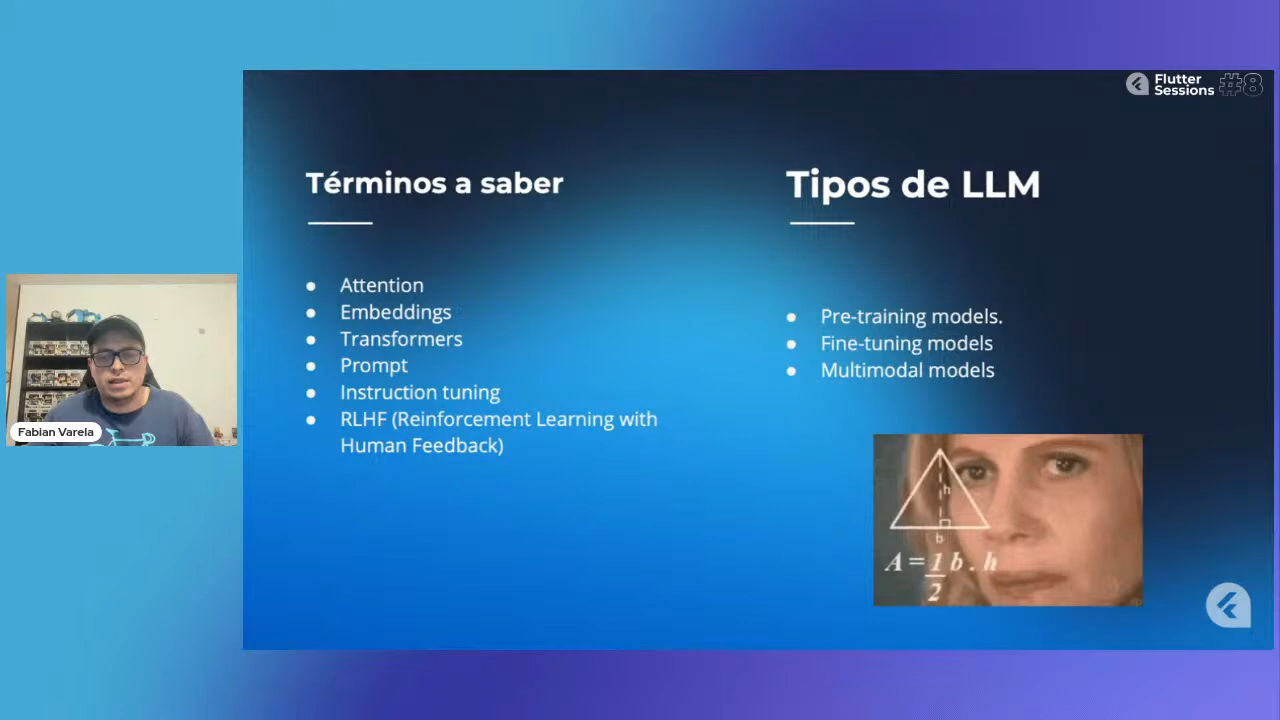 Flutter
Sessions #8
Términos a saber
● Attention
● Embeddings
● Transformers
● Prompt
● Instruction tuning
● RLHF (Reinforcement Learning with
Human Feedback)
Tipos de LLM
● Pre-training models.
● Fine-tuning models
● Multimodal models
h
b
A = 1/2 b . h
Fabian Varela